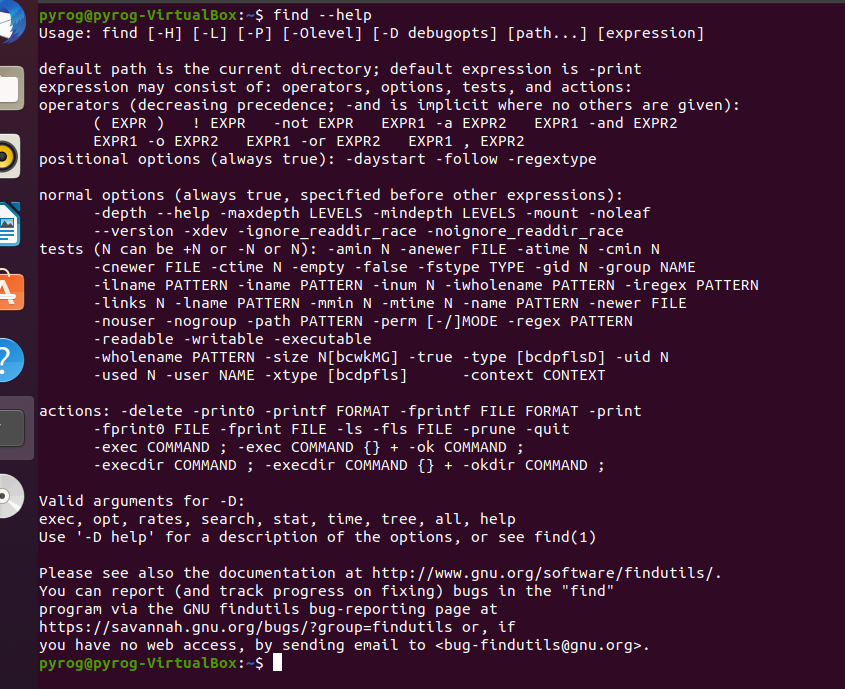 pyrog@pyrog-VirtualBox:~$ find --help
Usage: find [-H] [-L] [-P] [-Olevel] [-D debugopts] [path...] [expression]
default path is the current directory; default expression is -print
expression may consist of: operators, options, tests, and actions:
operators (decreasing precedence; -and is implicit where no others are given):
( EXPR )   ! EXPR   -not EXPR   EXPR1 -a EXPR2   EXPR1 -and EXPR2
EXPR1 -o EXPR2   EXPR1 -or EXPR2   EXPR1 , EXPR2
positional options (always true): -daystart -follow -regextype
normal options (always true, specified before other expressions):
-depth --help -maxdepth LEVELS -mindepth LEVELS -mount -noleaf
--version -xdev -ignore_readdir_race -noignore_readdir_race
tests (N can be +N or -N or N): -amin N -anewer FILE -atime N -cmin N
-cnewer FILE -ctime N -empty -false -fstype TYPE -gid N -group NAME
-ilname PATTERN -iname PATTERN -inum N -iwholename PATTERN -iregex PATTERN
-links N -lname PATTERN -mmin N -mtime N -name PATTERN -newer FILE
-nouser -nogroup -path PATTERN -perm [-/]MODE -regex PATTERN
-readable -writable -executable
-wholename PATTERN -size N[bcwkMG] -true -type [bcdpflsD] -uid N
-used N -user NAME -xtype [bcdpfls]      -context CONTEXT
actions: -delete -print0 -printf FORMAT -fprintf FILE FORMAT -print
-fprint0 FILE -fprint FILE -ls -fls FILE -prune -quit
-exec COMMAND ; -exec COMMAND {} + -ok COMMAND ;
-execdir COMMAND ; -execdir COMMAND {} + -okdir COMMAND ;
Valid arguments for -D:
exec, opt, rates, search, stat, time, tree, all, help
Use '-D help' for a description of the options, or see find(1)
Please see also the documentation at http://www.gnu.org/software/findutils/.
You can report (and track progress on fixing) bugs in the "find"
program via the GNU findutils bug-reporting page at
https://savannah.gnu.org/bugs/?group=findutils or, if
you have no web access, by sending email to <bug-findutils@gnu.org>.
pyrog@pyrog-VirtualBox:~$